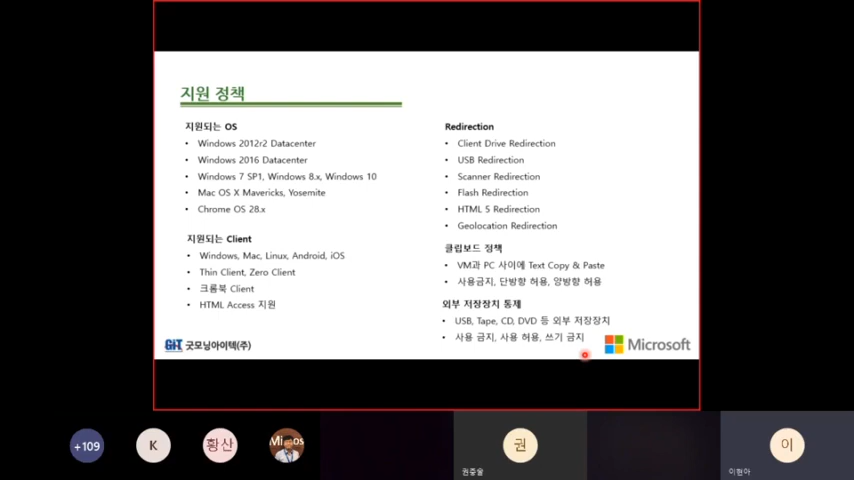 지원 정책
지원되는 OS
• Windows 2012r2 Datacenter
• Windows 2016 Datacenter
• Windows 7 SP1, Windows 8.x, Windows 10
• Mac OS X Mavericks, Yosemite
• Chrome OS 28.x
지원되는 Client
• Windows, Mac, Linux, Android, iOS
• Thin Client, Zero Client
• 크롬북 Client
• HTML Access 지원
Redirection
• Client Drive Redirection
• USB Redirection
• Scanner Redirection
• Flash Redirection
• HTML 5 Redirection
• Geolocation Redirection
클립보드 정책
• VM과 PC 사이에 Text Copy & Paste
• 사용금지, 단방향 허용, 양방향 허용
외부 저장장치 통제
• USB, Tape, CD, DVD 등 외부 저장장치
• 사용 금지, 사용 허용, 쓰기 금지
GIT 굿모닝아이텍(주)
Microsoft
+109
K
황산
권
이
이현아